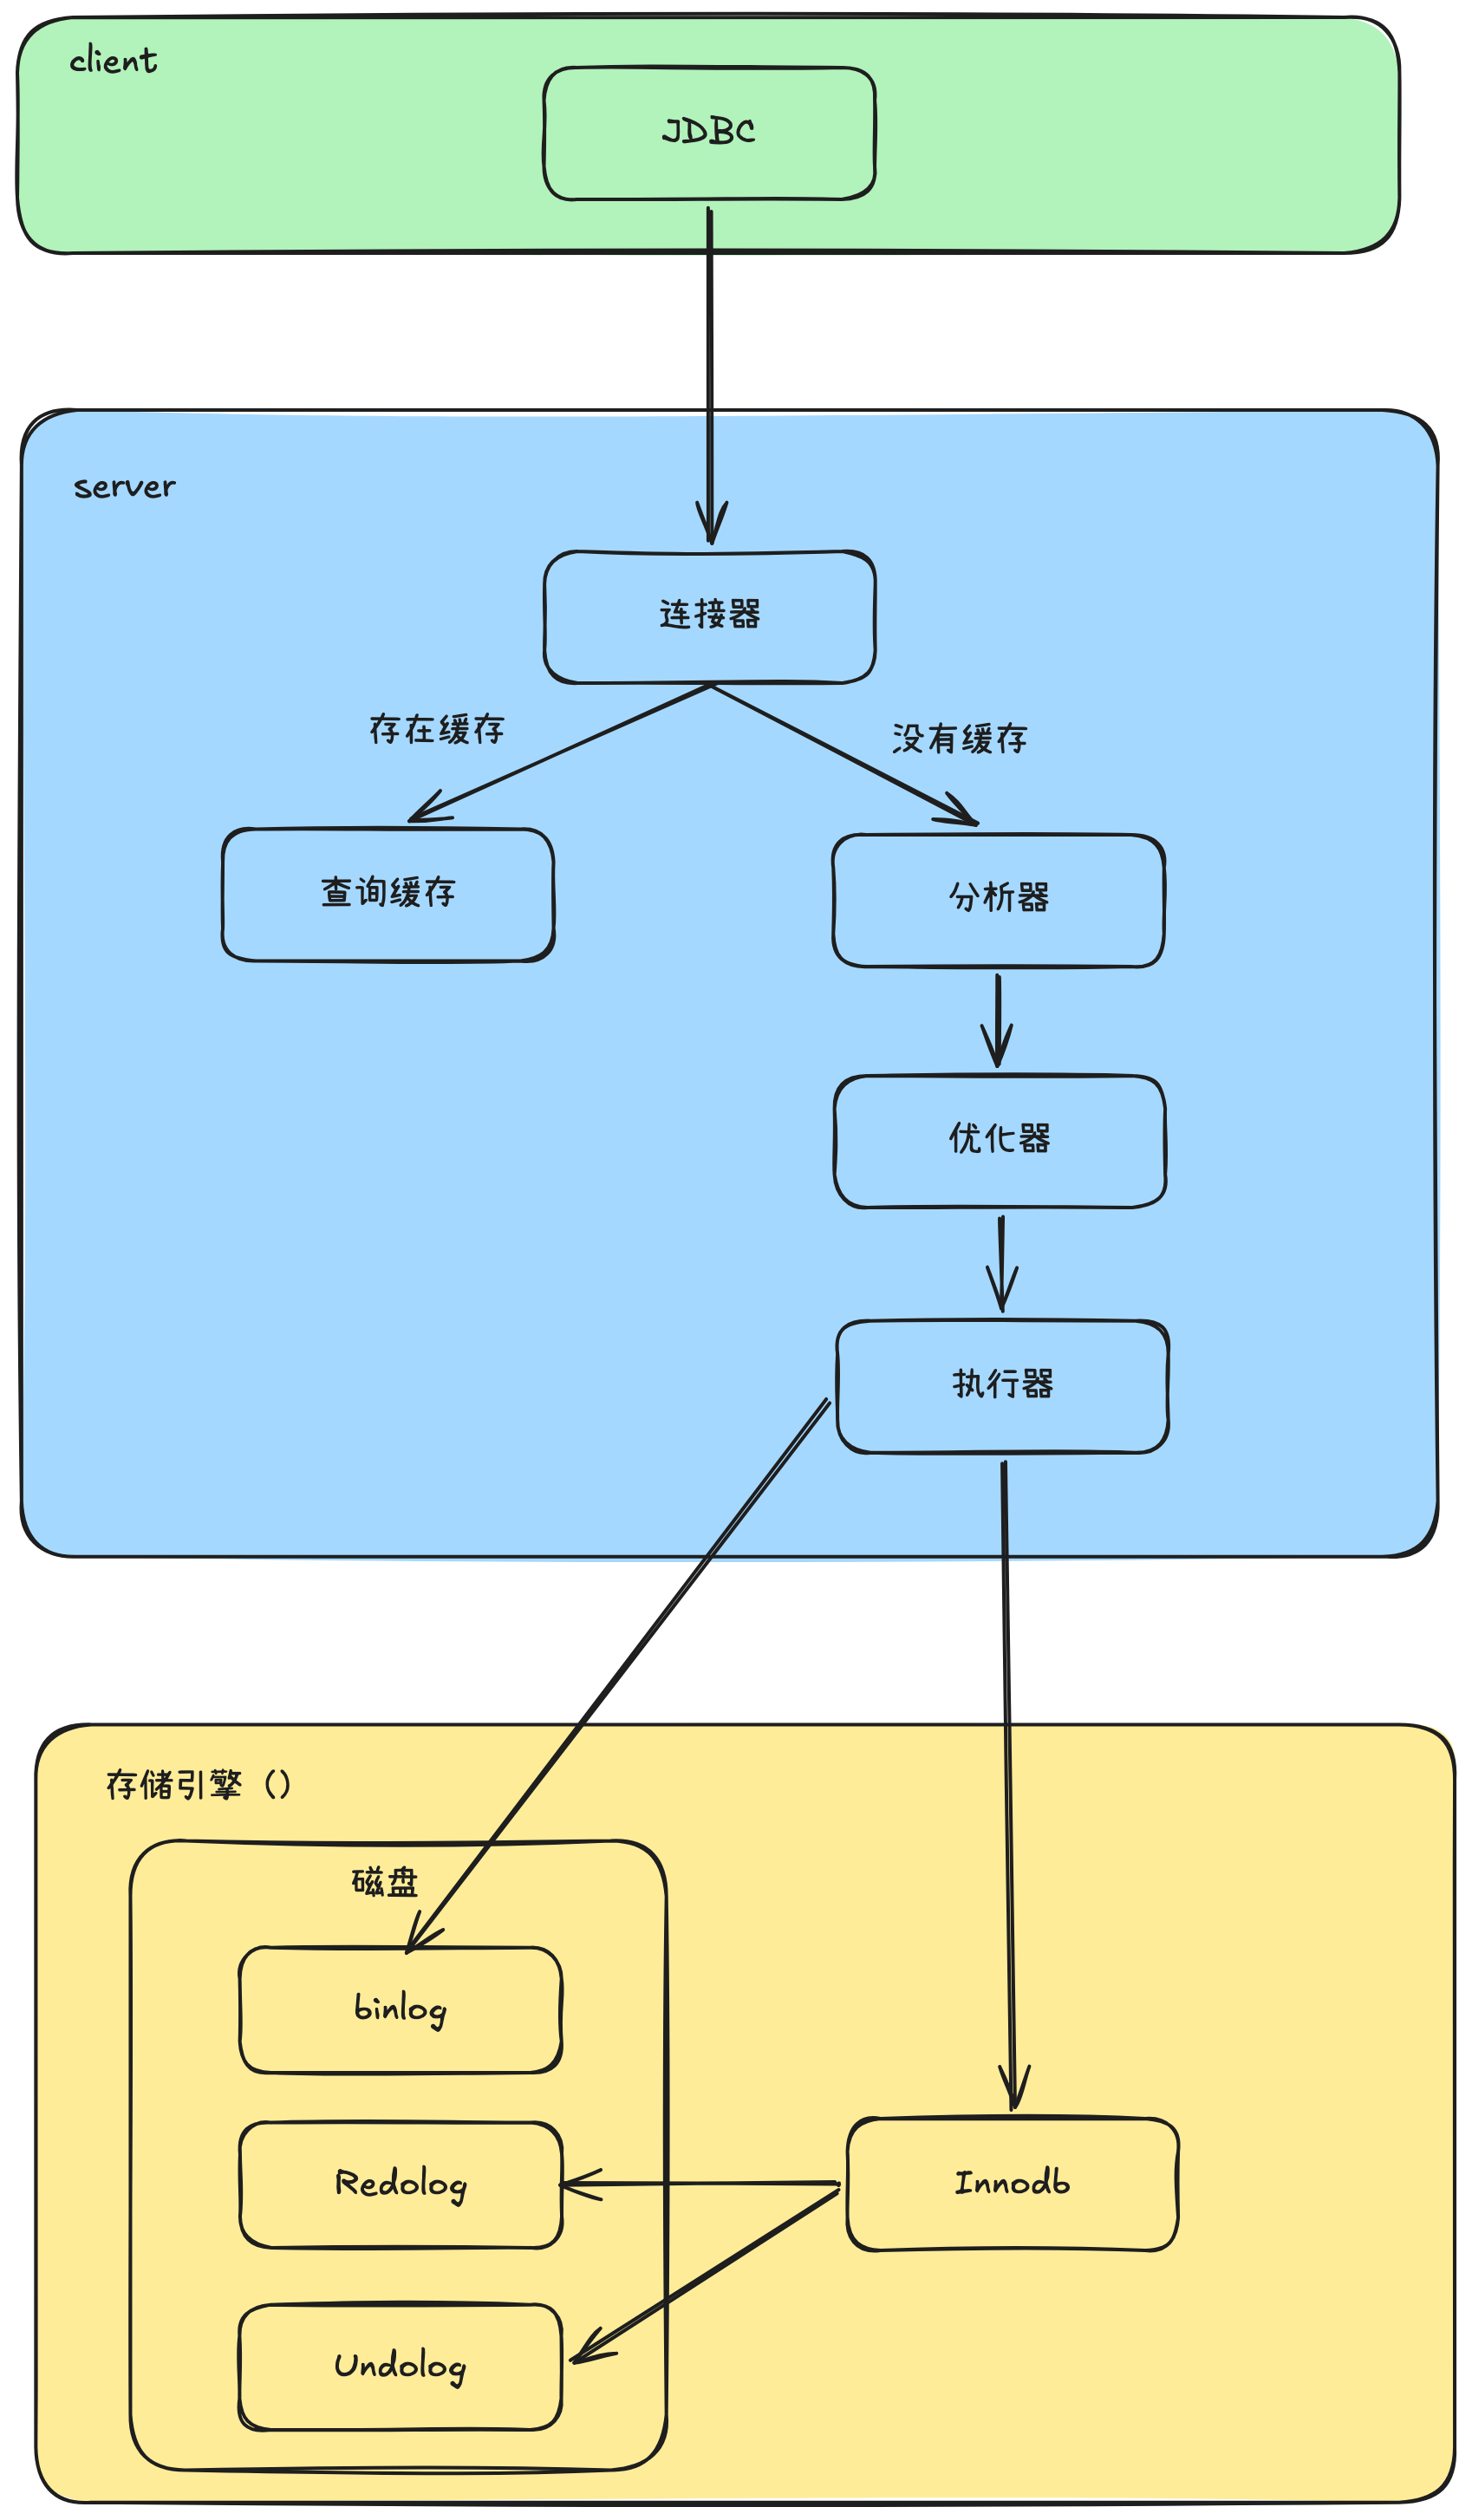 client
JDBC
server
连接器
存在缓存
没有缓存
查询缓存
分析器
优化器
执行器
存储引擎（）
磁盘
binlog
Redolog
Innodb
Undolog